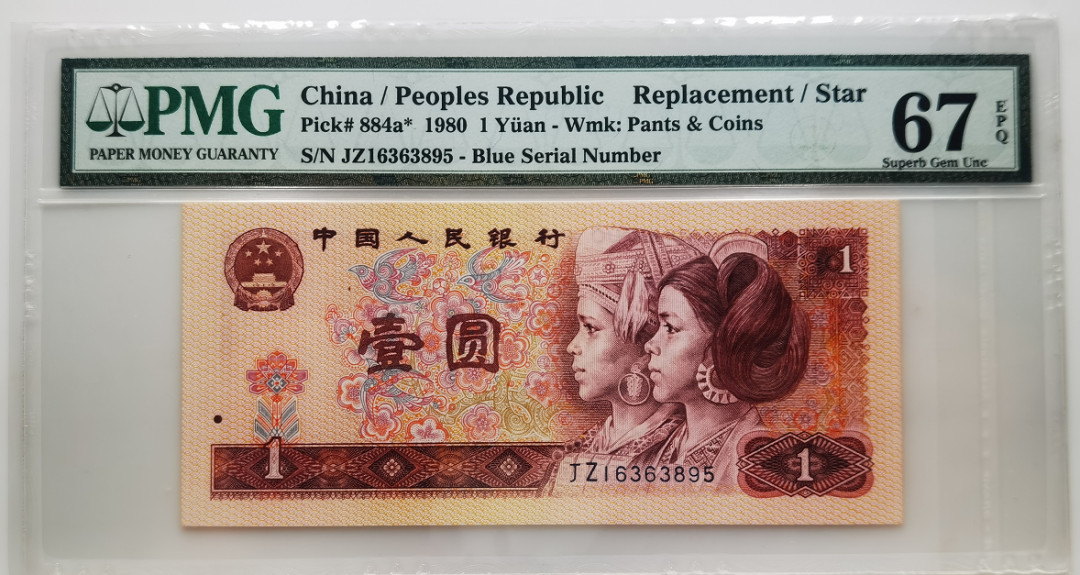 PMG
PAPER MONEY GUARANTY
China / Peoples Republic Replacement / Star
Pick# 884a* 1980 1 Yüan - Wmk: Pants & Coins
S/N JZ16363895 - Blue Serial Number
67
EPQ
Superb Gem Unc
PMG
PMG
中国人民银行
1
壹圆
1
JZ16363895
1